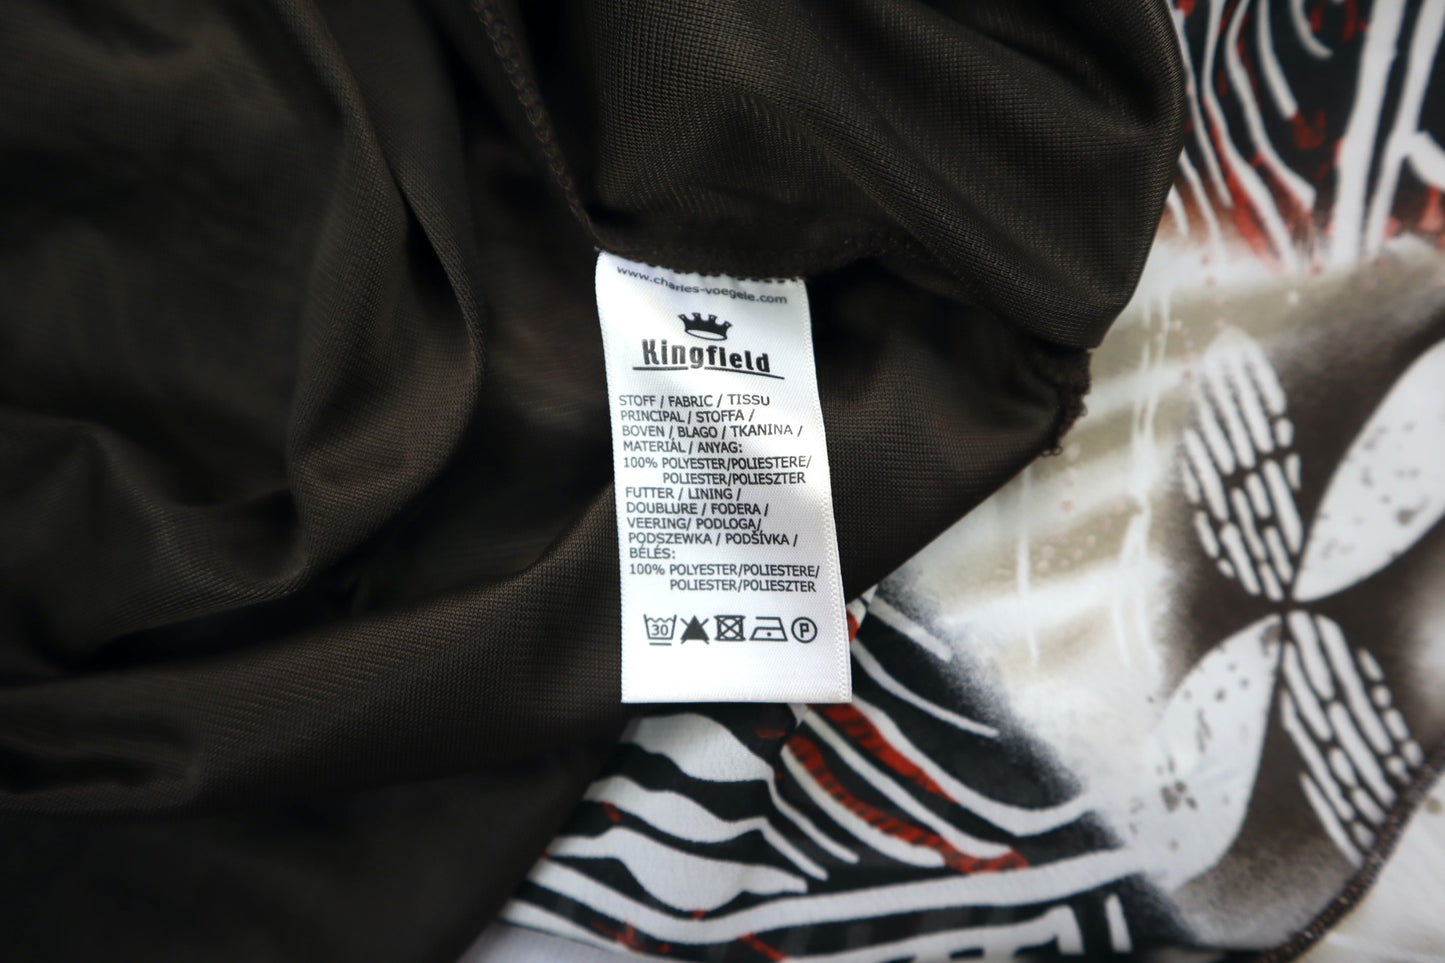 www.charles-voegele.com
Kingfield
STOFF / FABRIC / TISSU
PRINCIPAL / STOFFA /
BOVEN / BLAGO / TKANINA /
MATERIÁL / ANYAG:
100% POLYESTER/POLIESTERE/
POLIESTER/POLIESZTER
FUTTER / LINING /
DOUBLURE / FODERA /
VEERING/ PODLOGA/
PODSZEWKA / PODŠÍVKA /
BÉLÉS:
100% POLYESTER/POLIESTERE/
POLIESTER/POLIESZTER
30 P